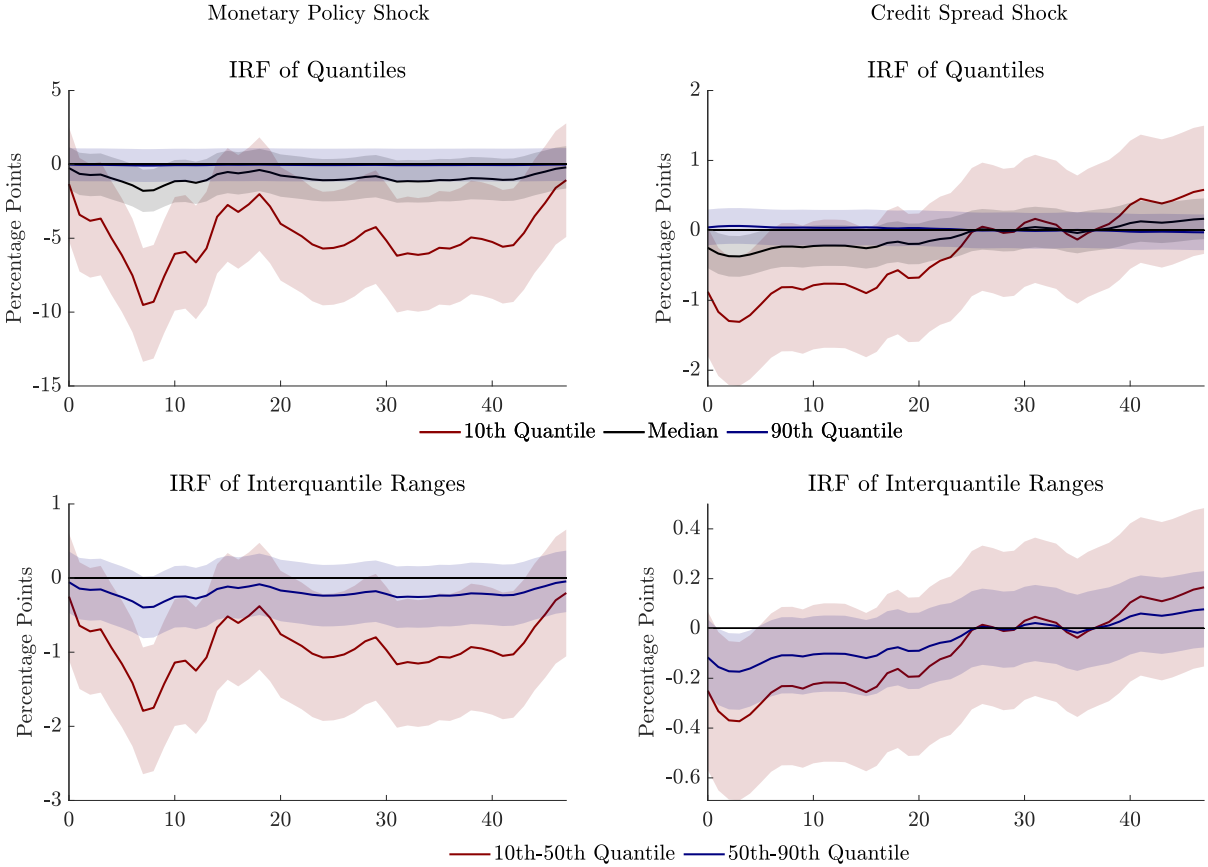 Monetary Policy Shock
Credit Spread Shock
IRF of Quantiles
Percentage Points
5
0
-5
-10
-15
0 10 20 30 40
IRF of Quantiles
Percentage Points
2
1
0
-1
-2
0 10 20 30 40
10th Quantile Median 90th Quantile
IRF of Interquantile Ranges
Percentage Points
1
0
-1
-2
-3
0 10 20 30 40
IRF of Interquantile Ranges
Percentage Points
0.4
0.2
0
-0.2
-0.4
-0.6
0 10 20 30 40
10th-50th Quantile 50th-90th Quantile